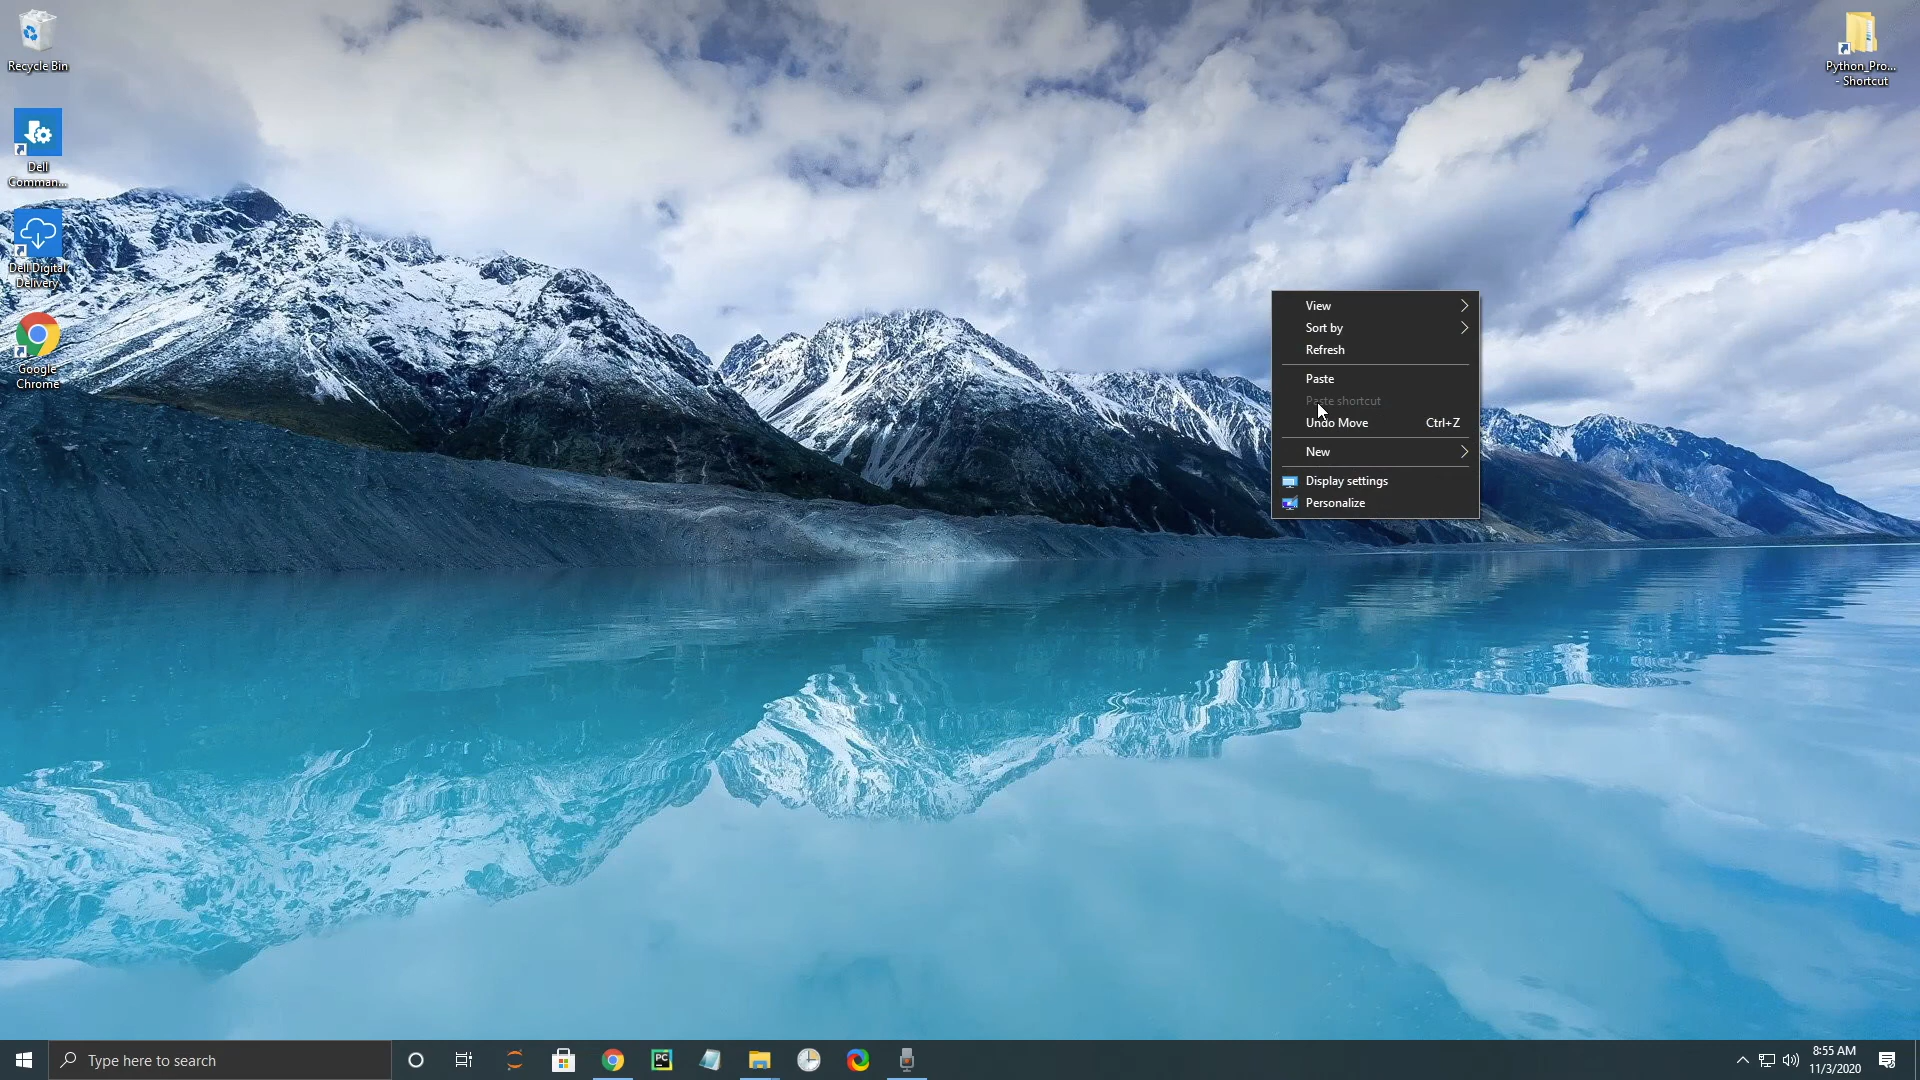 Recycle Bin
Dell
Comman...
Dell Digital
Delivery
Google
Chrome
Python_Pro...
- Shortcut
View
Sort by
Refresh
Paste
Paste shortcut
Undo Move Ctrl+Z
New
Display settings
Personalize
Type here to search
PC
8:55 AM
11/3/2020